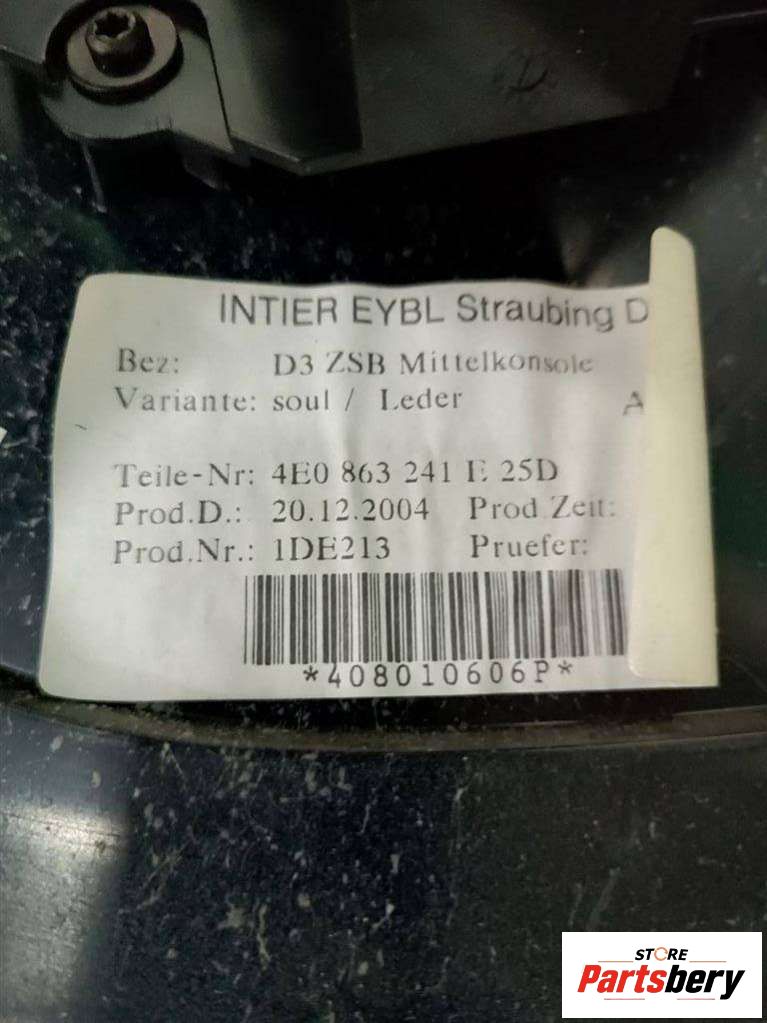 INTIER EYBL Straubing D
Bez: D3 ZSB Mittelkonsole
Variante: soul / Leder A
Teile-Nr: 4E0 863 241 E 25D
Prod.D.: 20.12.2004 Prod.Zeit:
Prod.Nr.: 1DE213 Pruefer:
*408010606P*
STORE
Partsbery